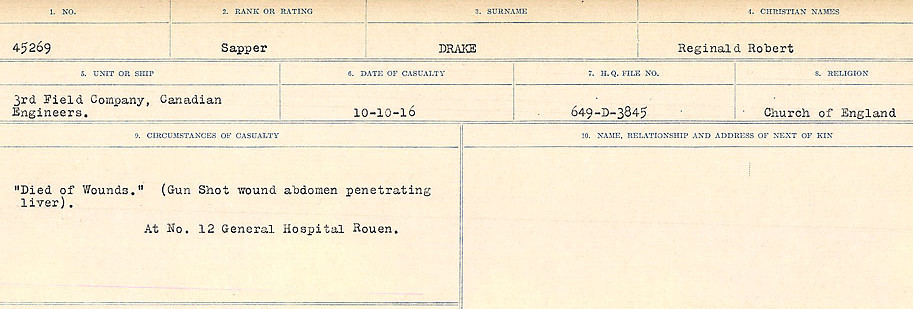 1. NO. 2. RANK OR RATING 3. SURNAME 4. CHRISTIAN NAMES
45269 Sapper DRAKE Reginald Robert
5. UNIT OR SHIP 6. DATE OF CASUALTY 7. H.Q. FILE NO. 8. RELIGION
3rd Field Company, Canadian
Engineers. 10-10-16 649-D-3845 Church of England
9. CIRCUMSTANCES OF CASUALTY 10. NAME, RELATIONSHIP AND ADDRESS OF NEXT OF KIN
"Died of Wounds." (Gun Shot wound abdomen penetrating
liver).
At No. 12 General Hospital Rouen.